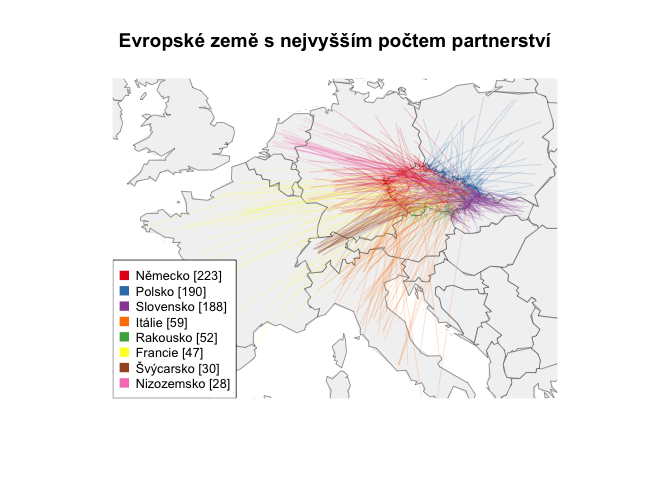 Evropské země s nejvyšším počtem partnerství
Německo [223]
Polsko [190]
Slovensko [188]
Itálie [59]
Rakousko [52]
Francie [47]
Švýcarsko [30]
Nizozemsko [28]